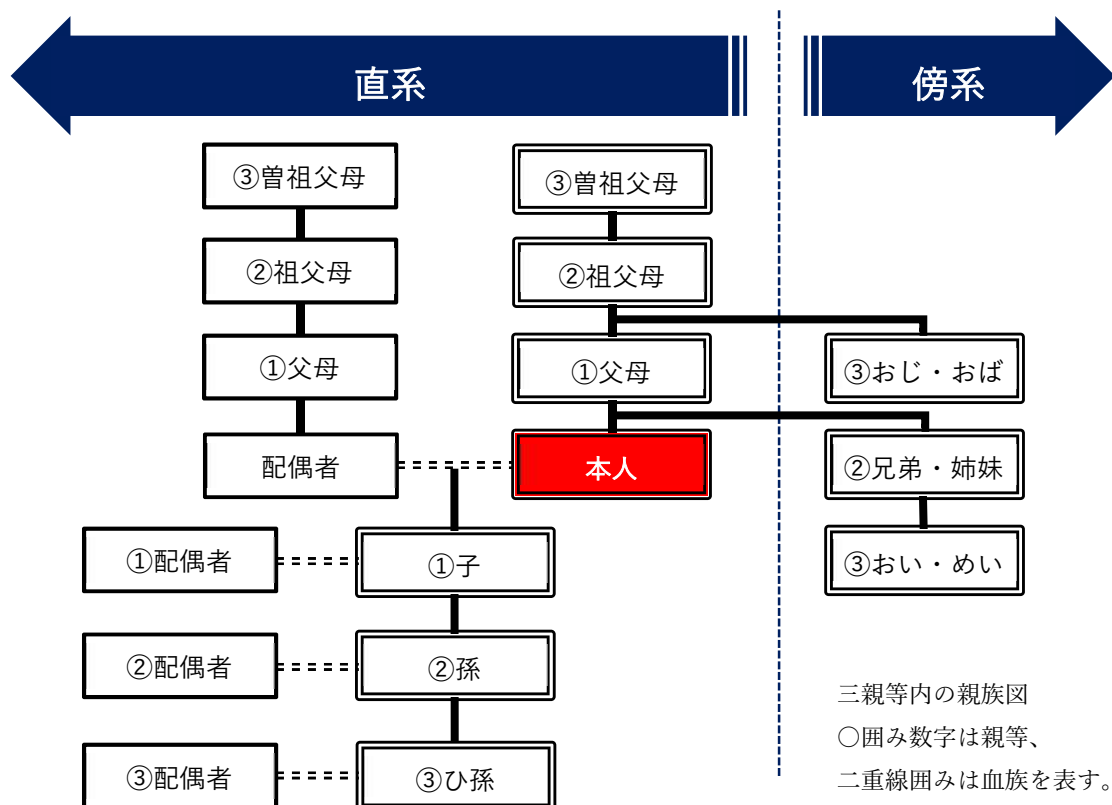 直系
傍系
③曽祖父母
③曽祖父母
②祖父母
②祖父母
①父母
①父母
③おじ・おば
配偶者
本人
②兄弟・姉妹
①配偶者
①子
③おい・めい
②配偶者
②孫
③配偶者
③ひ孫
三親等内の親族図
〇囲み数字は親等、
二重線囲みは血族を表す。